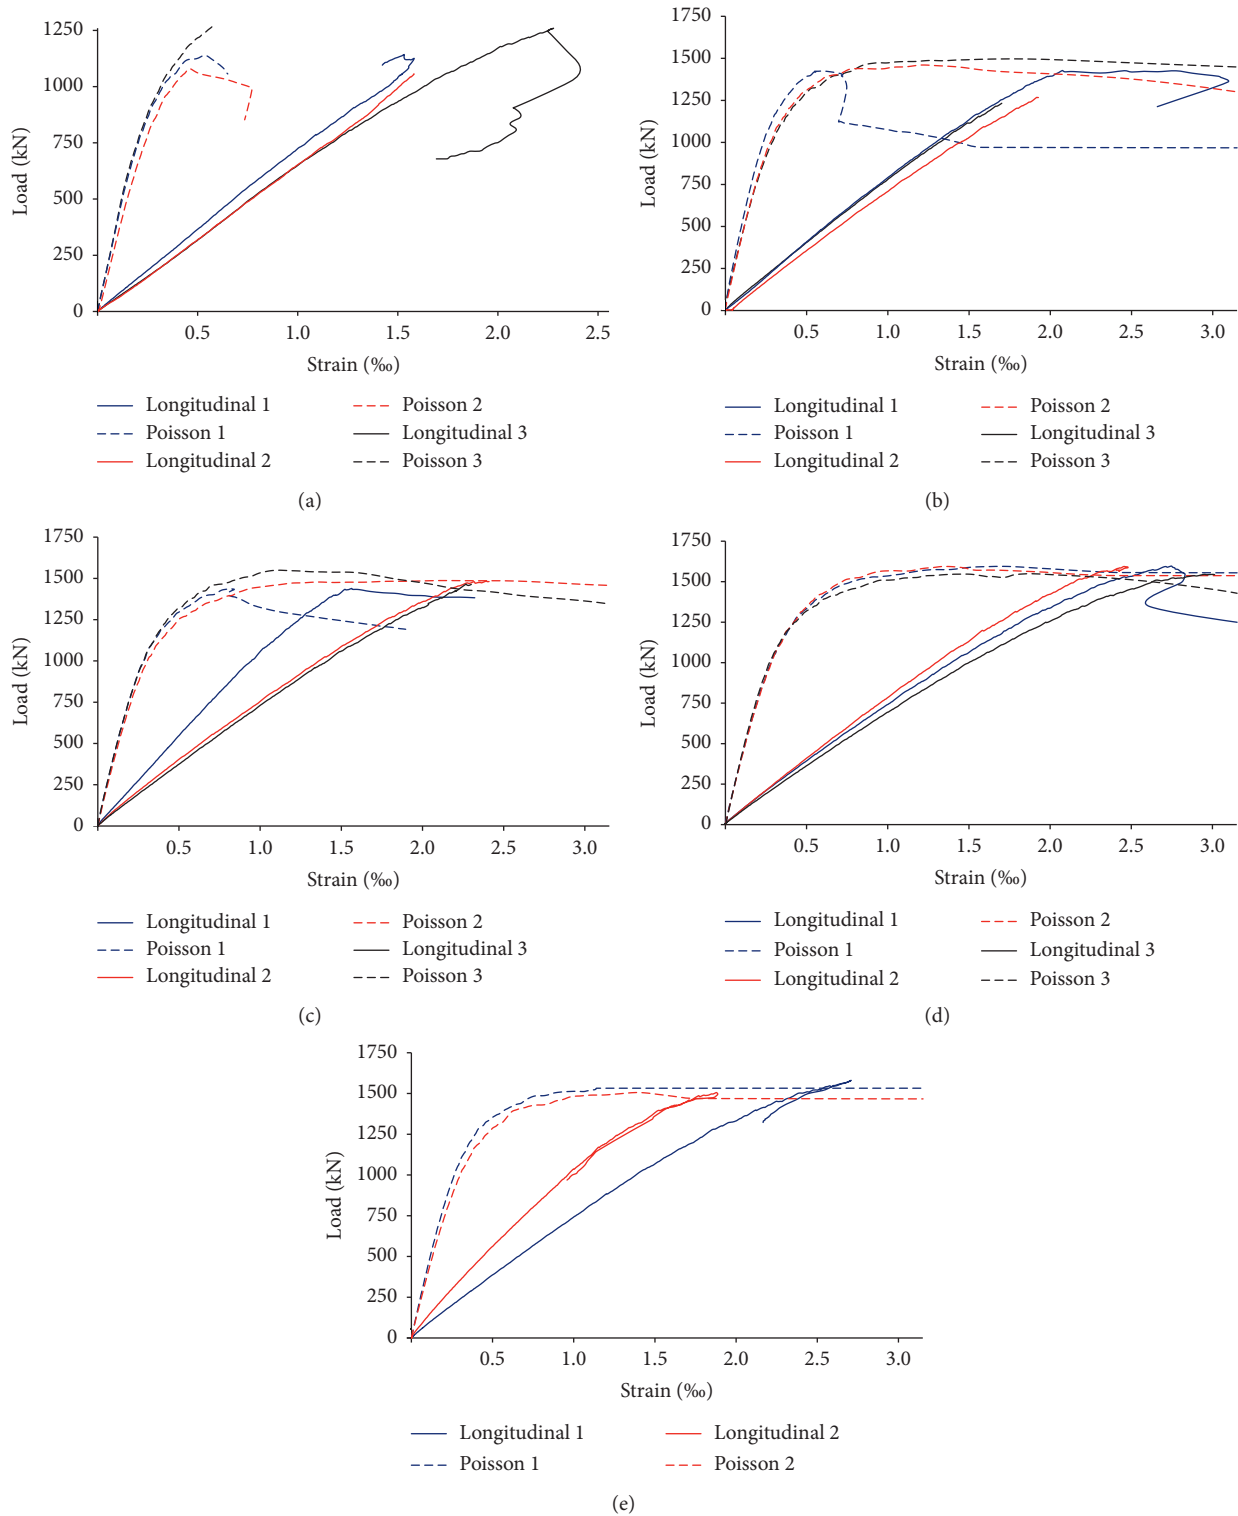 1250
1000
750
500
250
0
Load (kN)
0.5 1.0 1.5 2.0 2.5
Strain (‰)
Longitudinal 1
Poisson 1
Longitudinal 2
Poisson 2
Longitudinal 3
Poisson 3
(a)
1750
1500
1250
1000
750
500
250
0
Load (kN)
0.5 1.0 1.5 2.0 2.5 3.0
Strain (‰)
Longitudinal 1
Poisson 1
Longitudinal 2
Poisson 2
Longitudinal 3
Poisson 3
(b)
1750
1500
1250
1000
750
500
250
0
Load (kN)
0.5 1.0 1.5 2.0 2.5 3.0
Strain (‰)
Longitudinal 1
Poisson 1
Longitudinal 2
Poisson 2
Longitudinal 3
Poisson 3
(c)
1750
1500
1250
1000
750
500
250
0
Load (kN)
0.5 1.0 1.5 2.0 2.5 3.0
Strain (‰)
Longitudinal 1
Poisson 1
Longitudinal 2
Poisson 2
Longitudinal 3
Poisson 3
(d)
1750
1500
1250
1000
750
500
250
0
Load (kN)
0.5 1.0 1.5 2.0 2.5 3.0
Strain (‰)
Longitudinal 1
Poisson 1
Longitudinal 2
Poisson 2
(e)